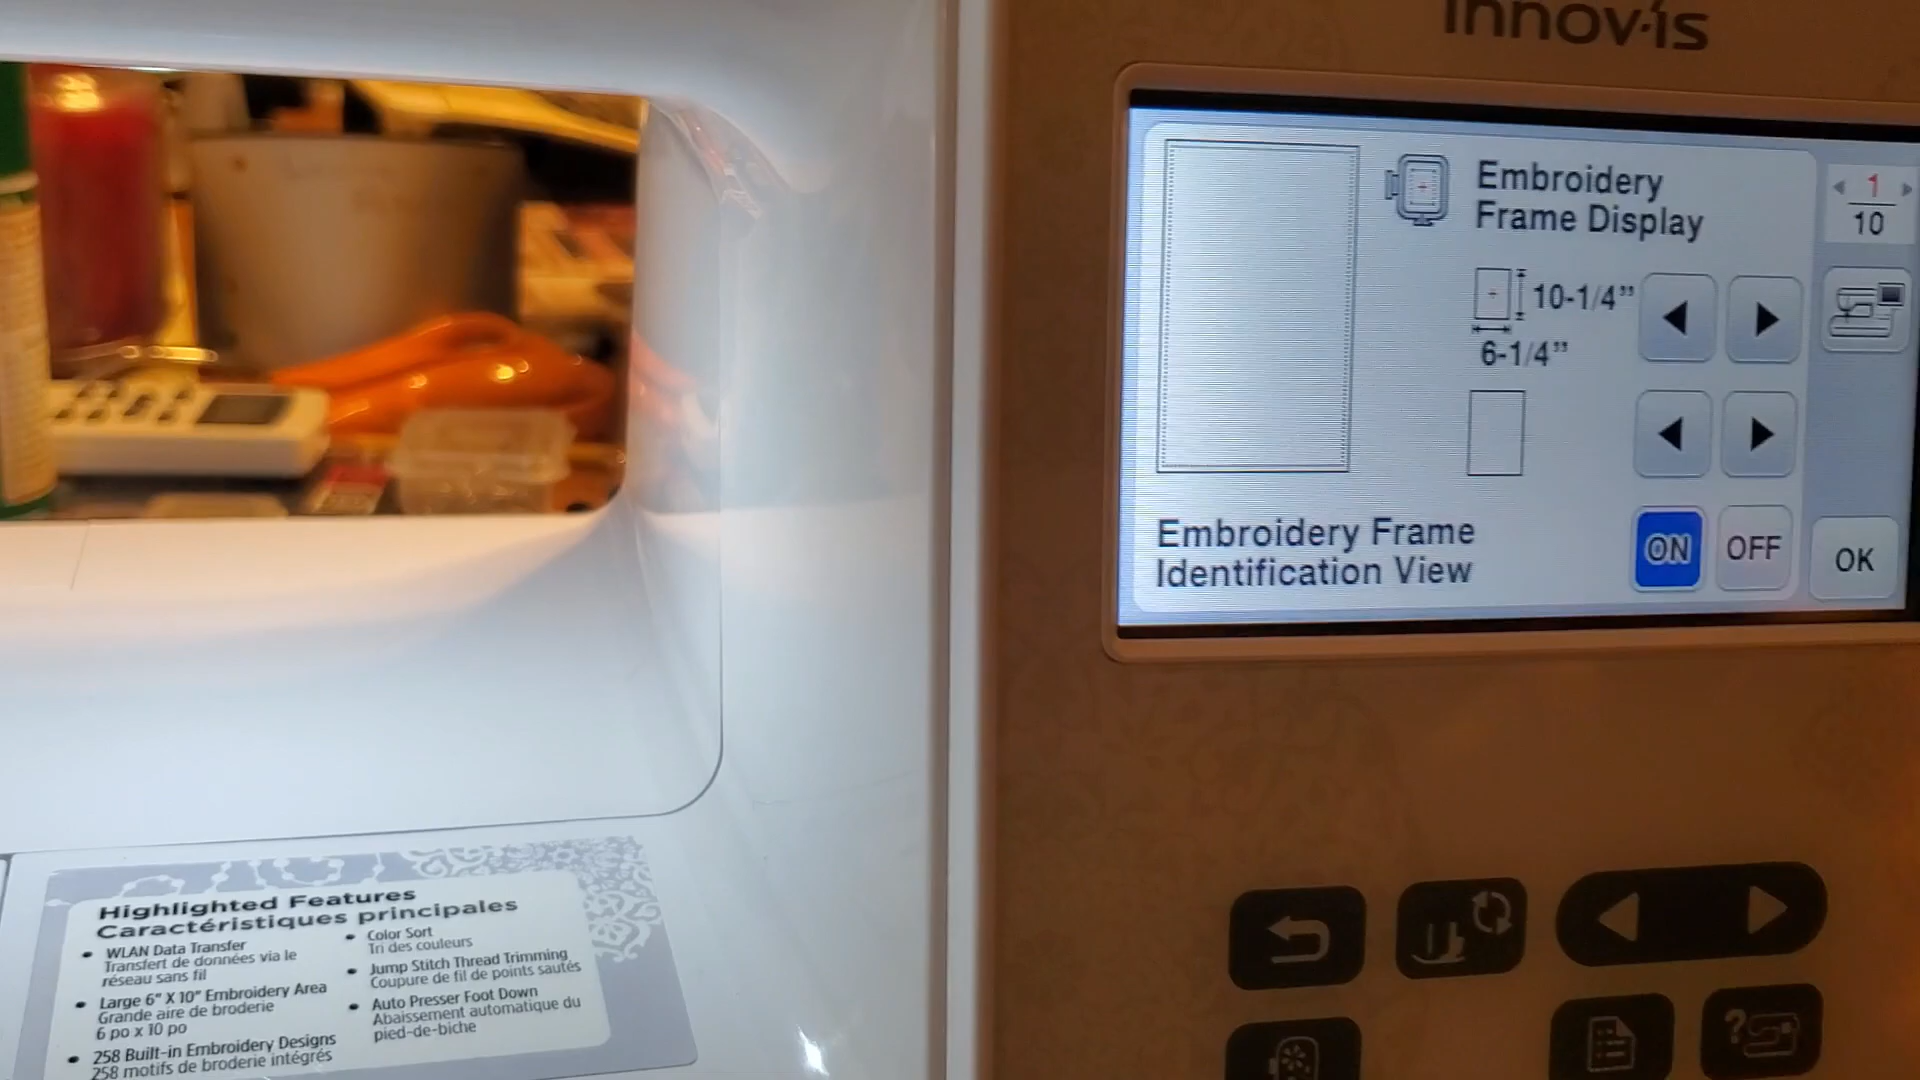 innov-is
Embroidery
Frame Display
1
10
10-1/4"
6-1/4"
Embroidery Frame
Identification View
ON
OFF
OK
Highlighted Features
Caractéristiques principales
• WLAN Data Transfer
Transfert de données via le
réseau sans fil
• Large 6" X 10" Embroidery Area
Grande aire de broderie
6 po x 10 po
• 258 Built-in Embroidery Designs
258 motifs de broderie intégrés
• Color Sort
Tri des couleurs
• Jump Stitch Thread Trimming
Coupure de fil de points sautés
• Auto Presser Foot Down
Abaissement automatique du
pied-de-biche
?